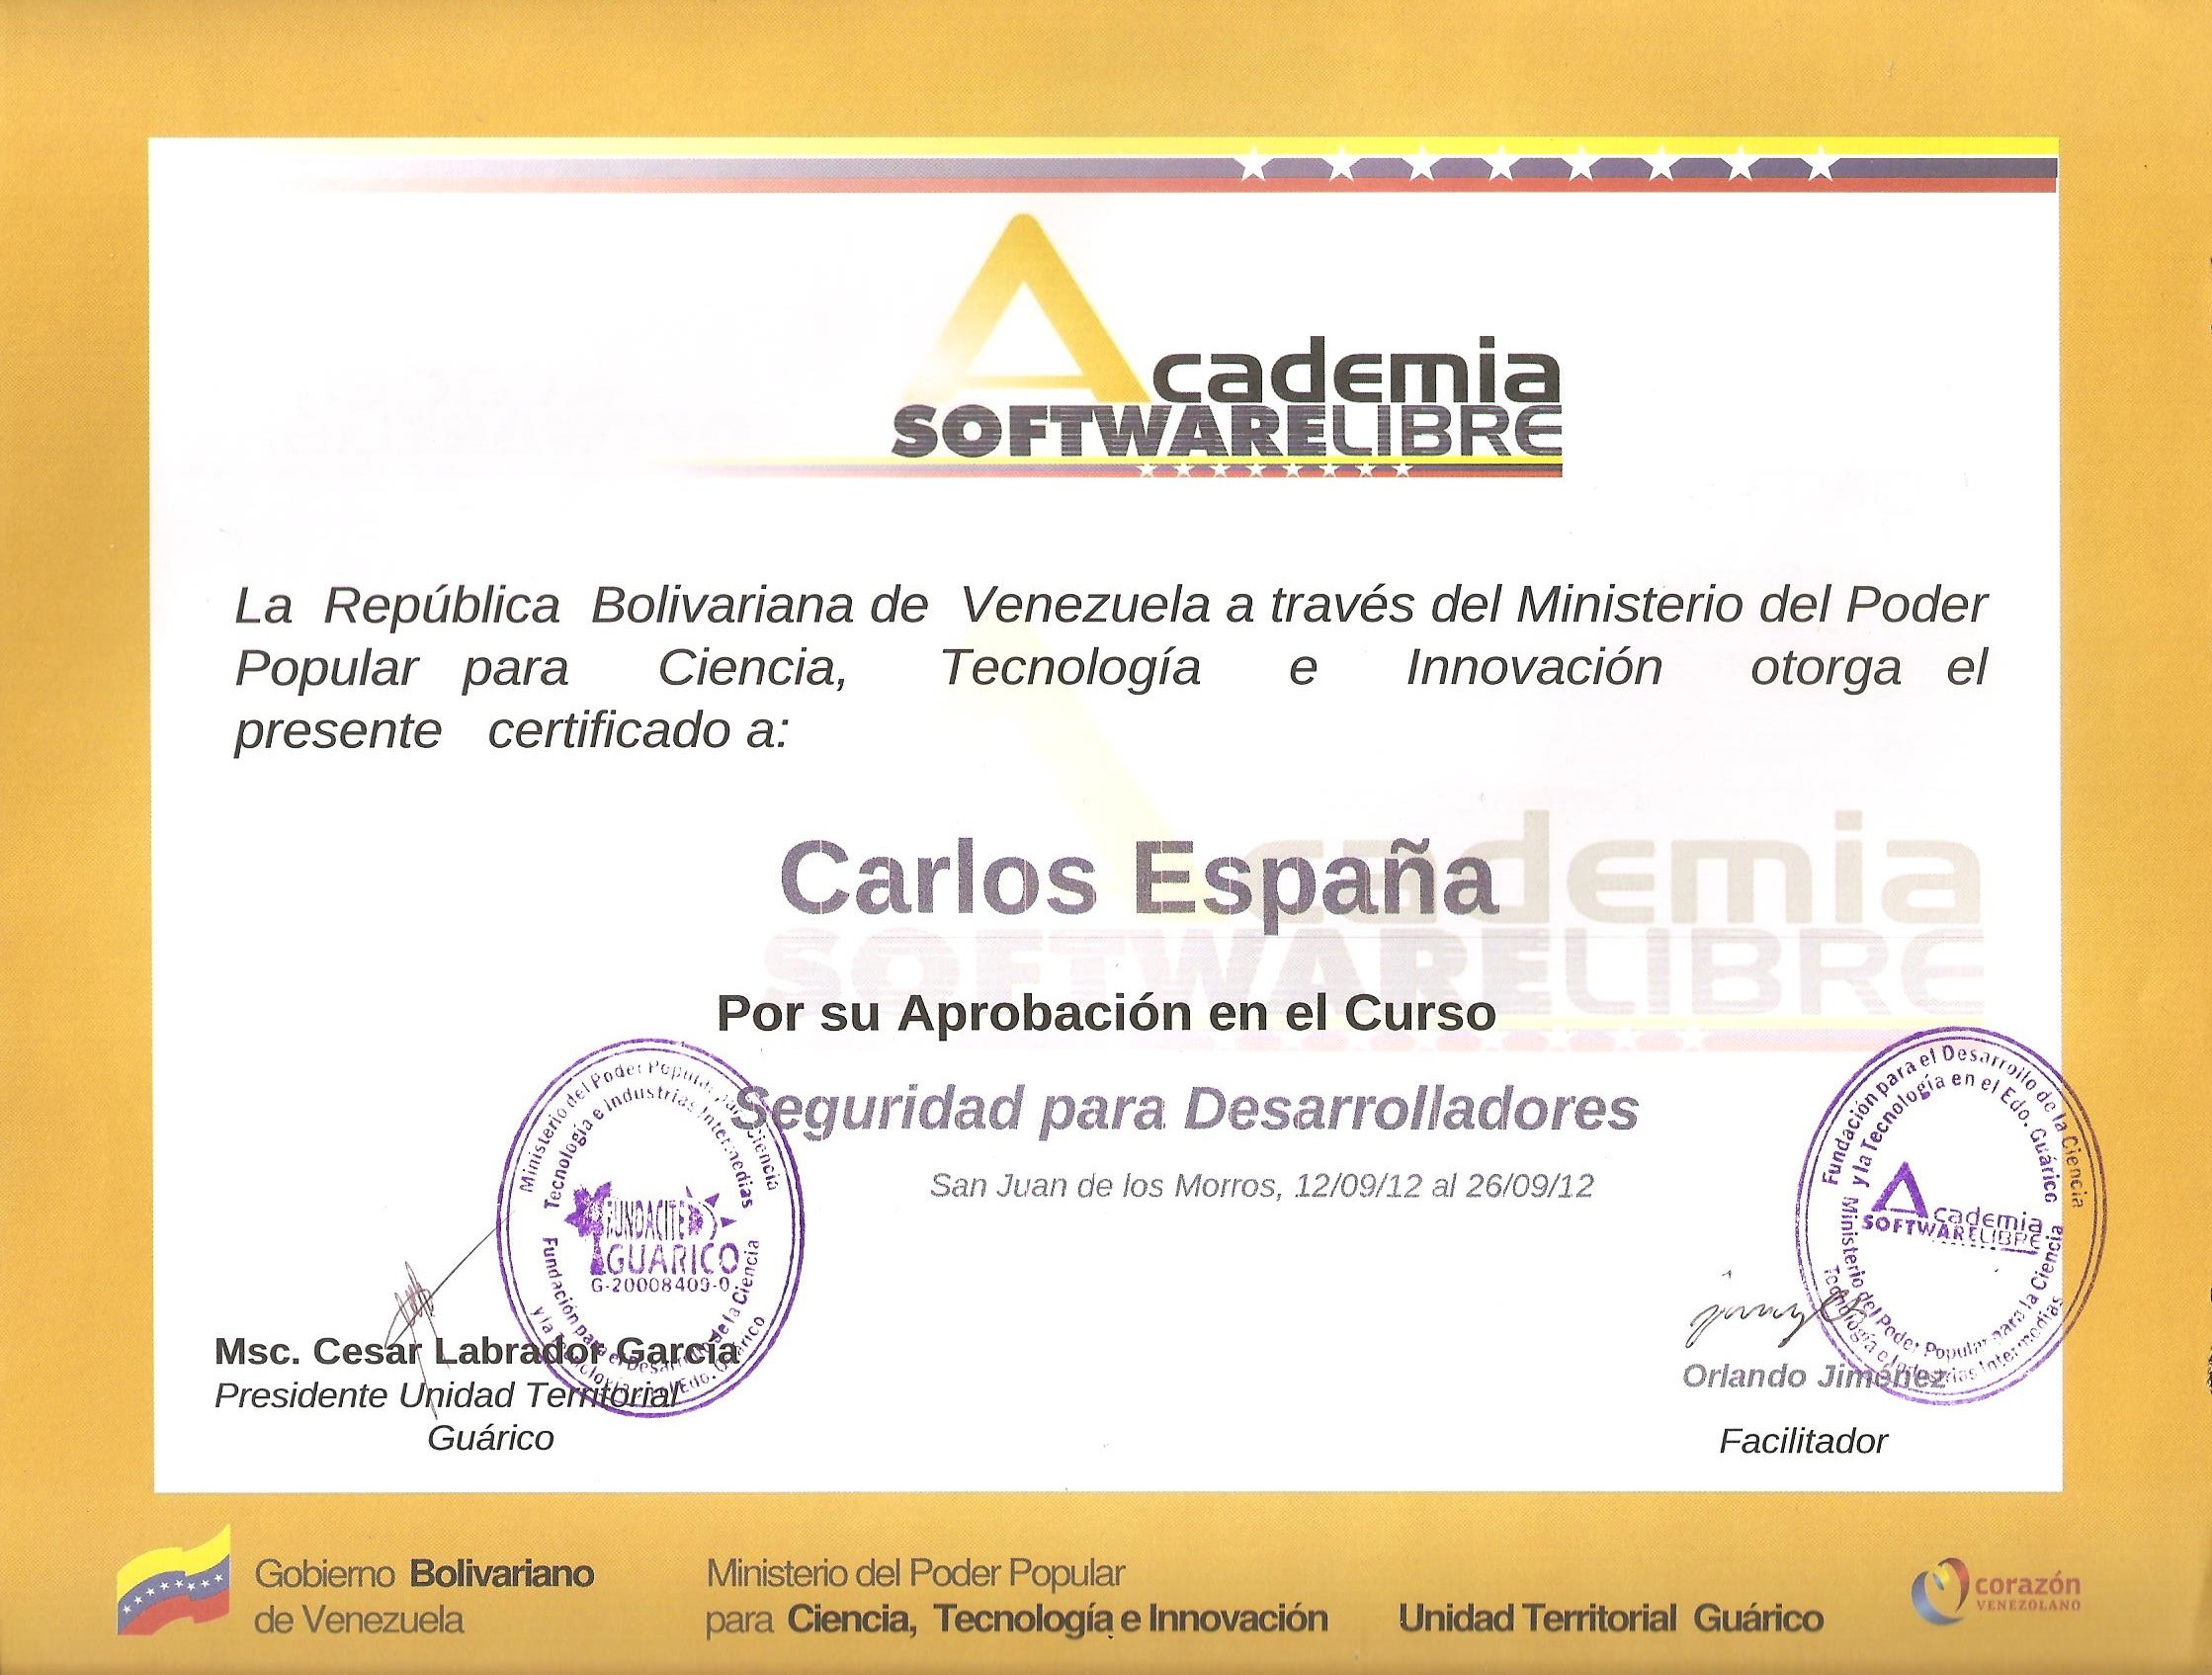 Academia
SOFTWARELIBRE
La República Bolivariana de Venezuela a través del Ministerio del Poder
Popular para Ciencia, Tecnología e Innovación otorga el
presente certificado a:
Academia
SOFTWARELIBRE
Carlos España
Por su Aprobación en el Curso
Seguridad para Desarrolladores
San Juan de los Morros, 12/09/12 al 26/09/12
Ministerio del Poder Popular para Ciencia
Tecnología e Industrias Intermedias
FUNDACITE
GUARICO
G-20008409-0
Fundación para el Desarrollo de la Ciencia
y la Tecnología en el Edo. Guárico
Fundación para el Desarrollo de la Ciencia
y la Tecnología en el Edo. Guárico
Academia
SOFTWARELIBRE
Ministerio del Poder Popular para la Ciencia
Tecnología e Industrias Intermedias
Msc. Cesar Labrador García
Presidente Unidad Territorial
Guárico
Orlando Jiménez
Facilitador
Gobierno Bolivariano
de Venezuela
Ministerio del Poder Popular
para Ciencia, Tecnología e Innovación
Unidad Territorial Guárico
corazón
VENEZOLANO